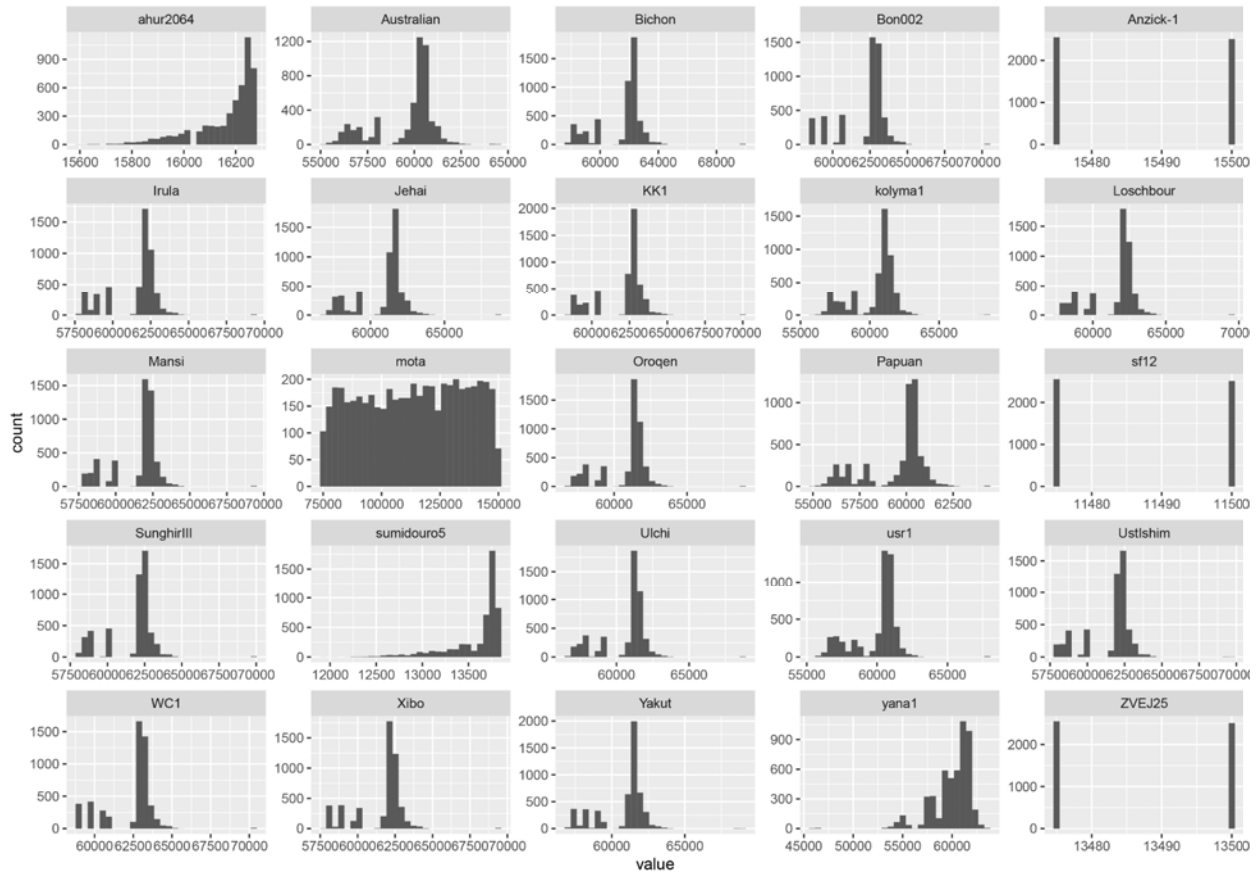 ahur2064 Australian Bichon Bon002 Anzick-1
900 1200 1500 1500 2500
600 800 1000 1000 2000
300 400 500 500 1000
0 0 0 0 0
15600 15800 16000 16200 55000 57500 60000 62500 65000 60000 64000 68000 60000 62500 65000 67500 70000 15480 15490 15500
Irula Jehai KK1 kolyma1 Loschbour
1500 1500 2000 1500 1500
1000 1000 1500 1000 1000
500 500 1000 500 500
0 0 500 0 0
0
57500 60000 62500 65000 67500 70000 60000 65000 60000 62500 65000 67500 70000 55000 60000 65000 60000 65000 70000
Mansi mota Oroqen Papuan sf12
1500 200 1500 1000 2000
1000 150 1000 500 1000
500 100 500 0 0
0 50 0
0
57500 60000 62500 65000 67500 70000 75000 100000 125000 150000 60000 65000 55000 57500 60000 62500 11480 11490 11500
count
SunghirIII sumidouro5 Ulchi usr1 UstIshim
1500 1500 1500 1000 1500
1000 1000 1000 500 1000
500 500 500 0 500
0 0 0 0
57500 60000 62500 65000 67500 70000 12000 12500 13000 13500 60000 65000 55000 60000 65000 57500 60000 62500 65000 67500 70000
WC1 Xibo Yakut yana1 ZVEJ25
1500 1500 2000 900 2000
1000 1000 1500 600 1000
500 500 1000 300 0
0 0 500 0
0
60000 62500 65000 67500 70000 57500 60000 62500 65000 67500 70000 60000 65000 45000 50000 55000 60000 13480 13490 13500
value